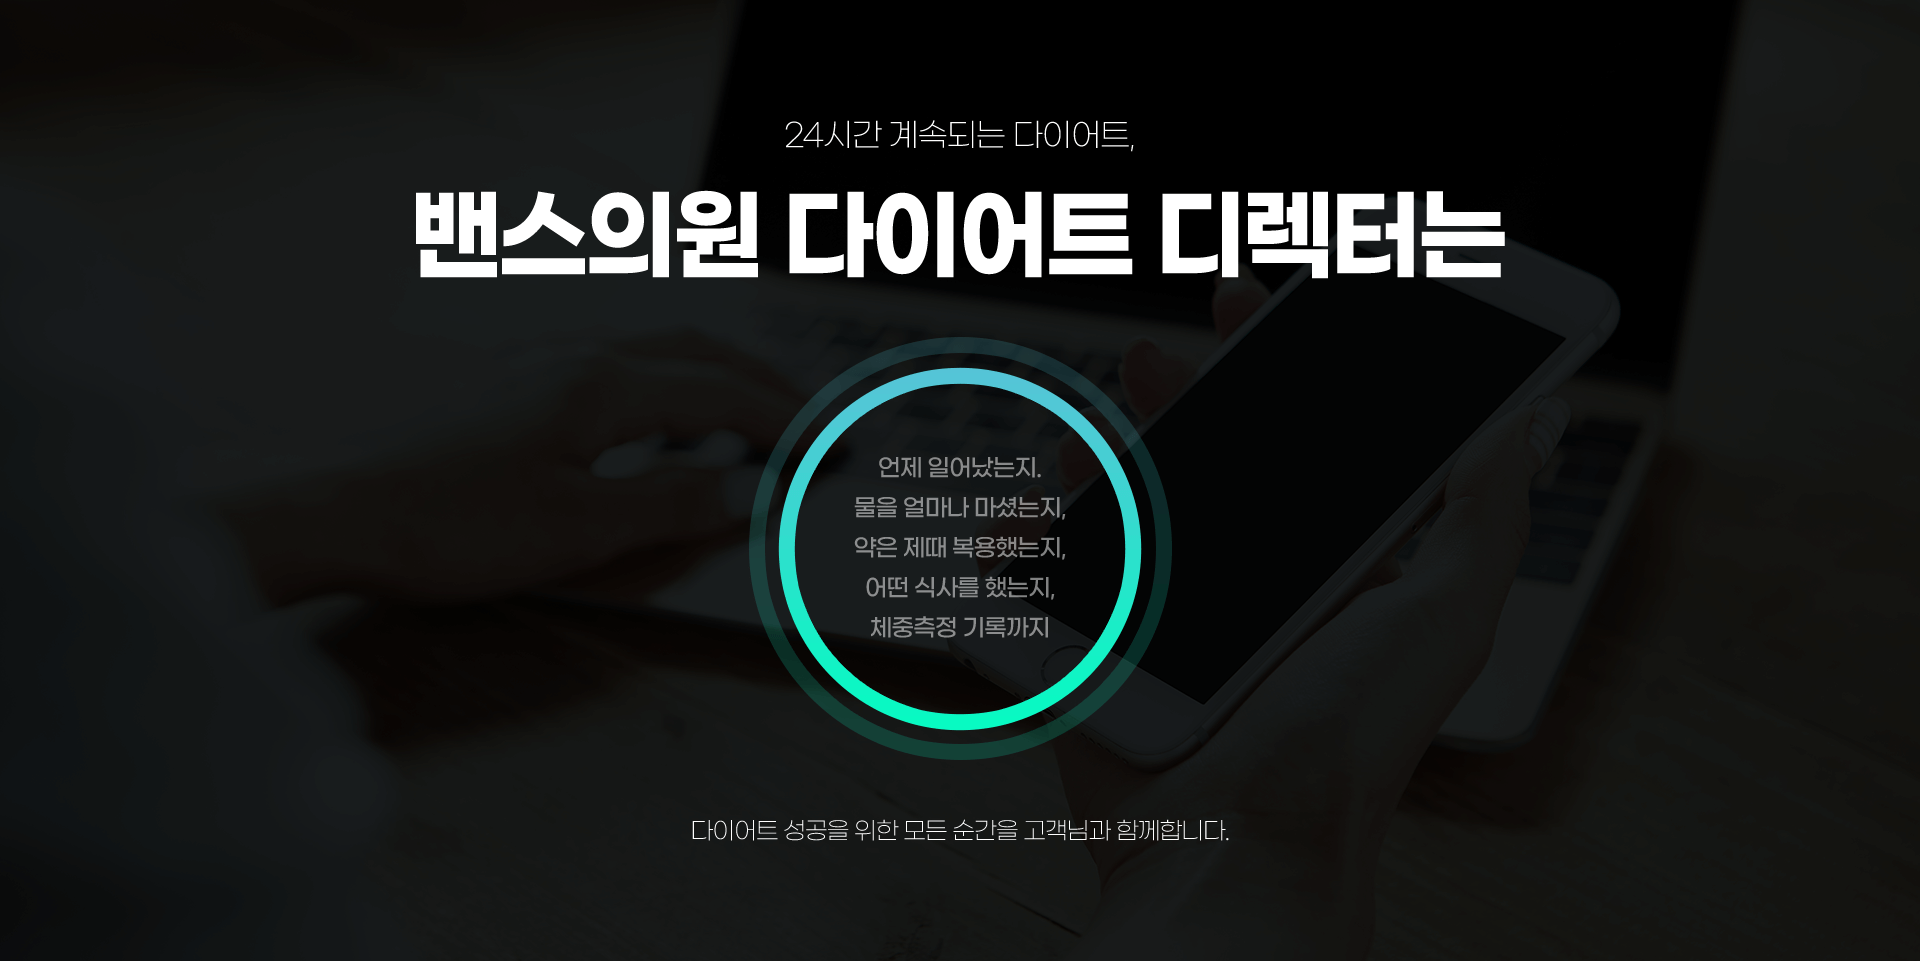 24시간 계속되는 다이어트,
밴스의원 다이어트 디렉터는
언제 일어났는지.
물을 얼마나 마셨는지,
약은 제때 복용했는지,
어떤 식사를 했는지,
체중측정 기록까지
다이어트 성공을 위한 모든 순간을 고객님과 함께합니다.